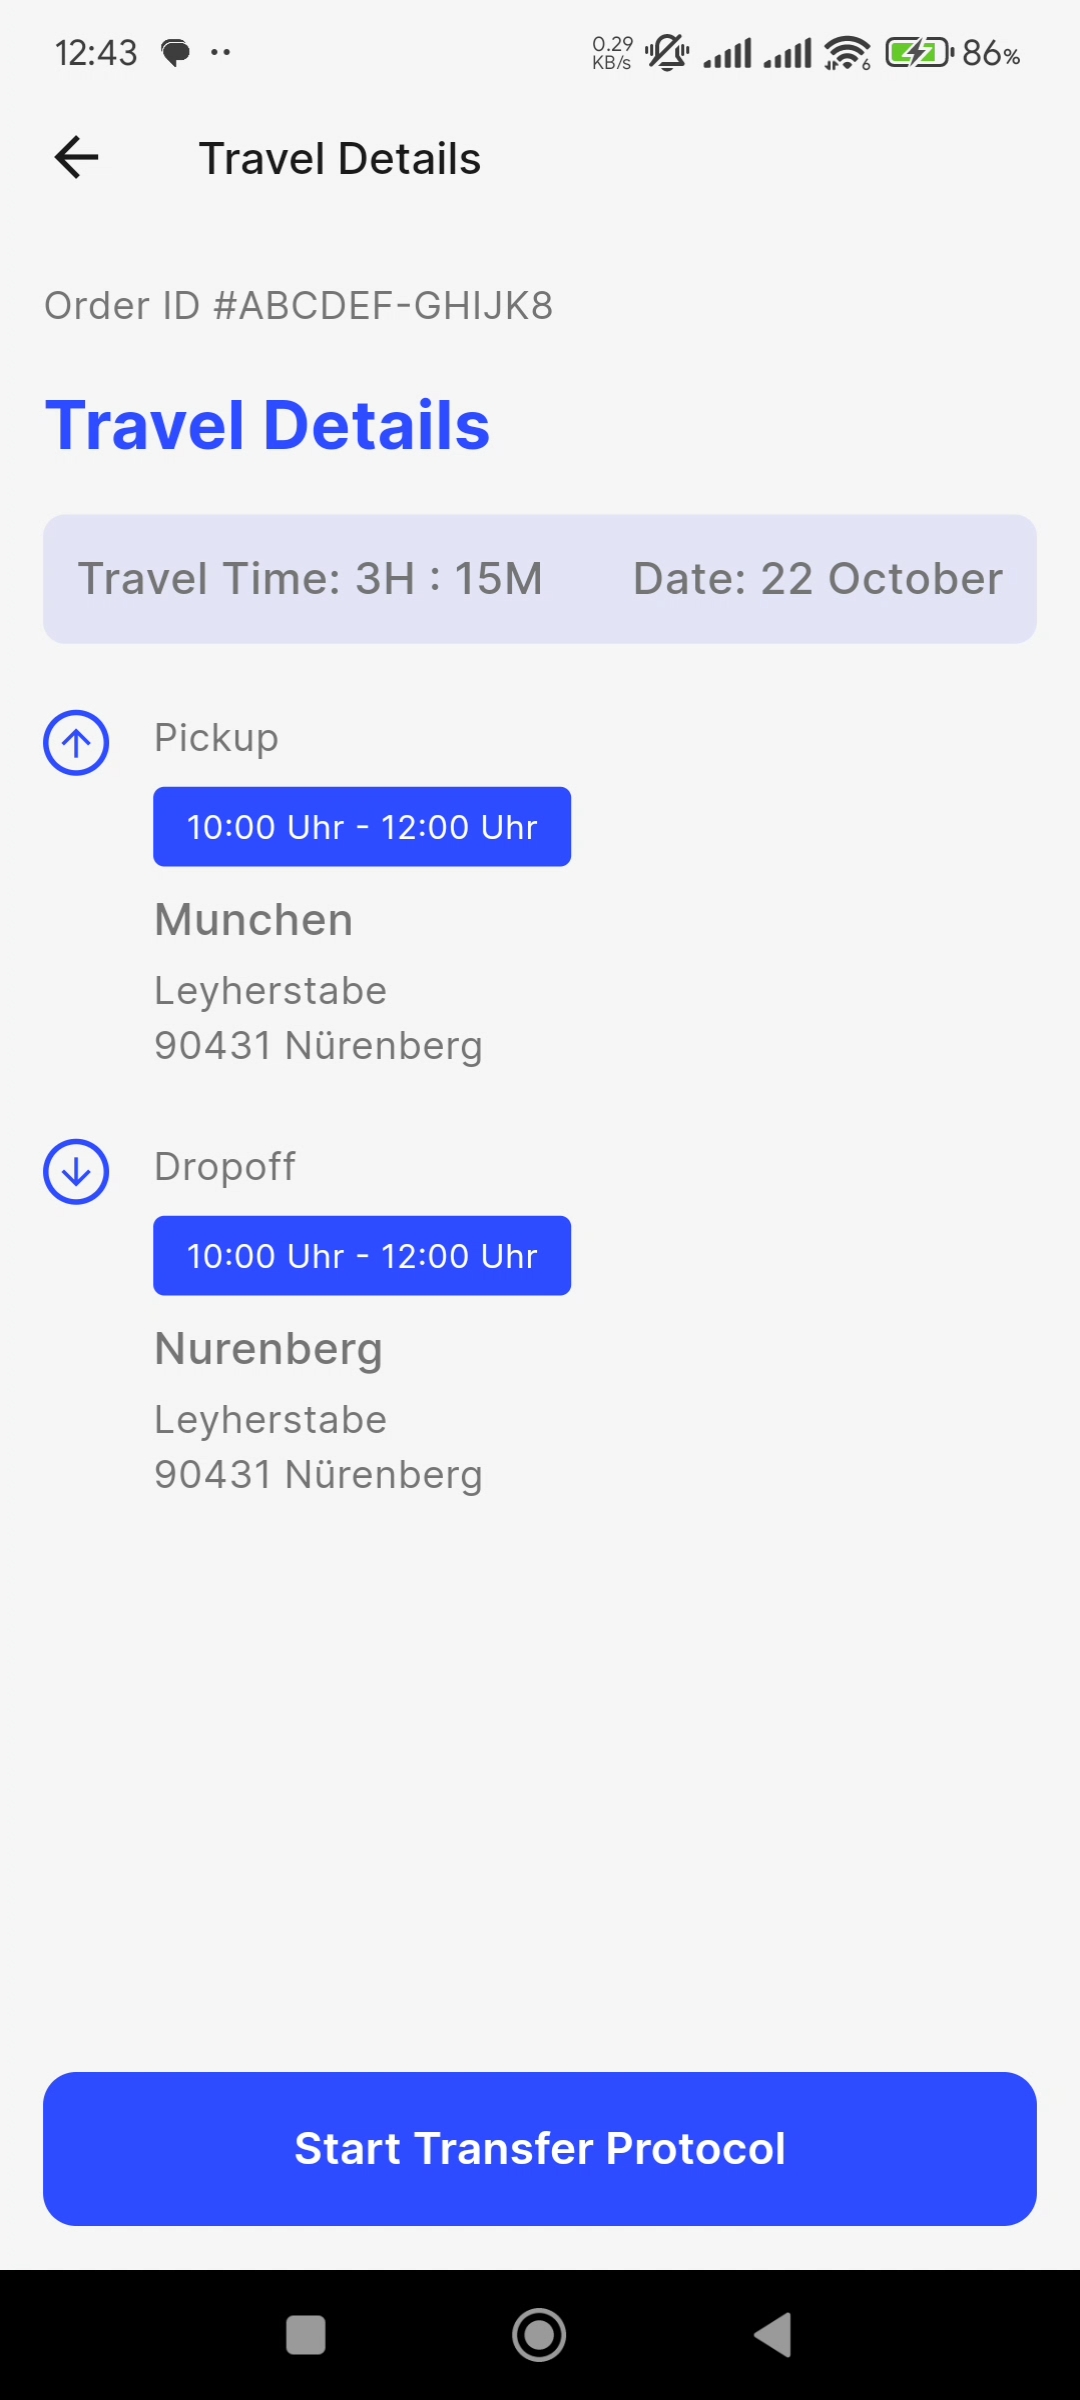 12:43
0.29
KB/s
6
86%
Travel Details
Order ID #ABCDEF-GHIJK8
Travel Details
Travel Time: 3H : 15M Date: 22 October
Pickup
10:00 Uhr - 12:00 Uhr
Munchen
Leyherstabe
90431 Nürenberg
Dropoff
10:00 Uhr - 12:00 Uhr
Nurenberg
Leyherstabe
90431 Nürenberg
Start Transfer Protocol